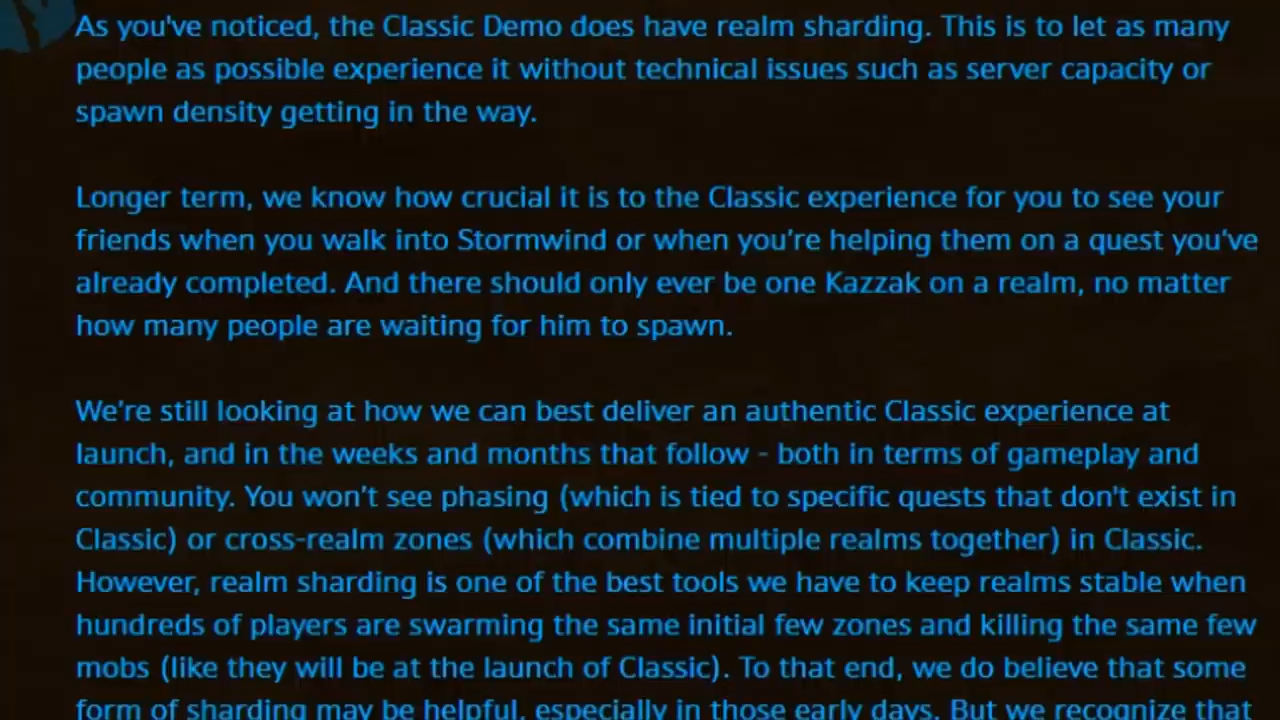 As you've noticed, the Classic Demo does have realm sharding. This is to let as many
people as possible experience it without technical issues such as server capacity or
spawn density getting in the way.
Longer term, we know how crucial it is to the Classic experience for you to see your
friends when you walk into Stormwind or when you’re helping them on a quest you’ve
already completed. And there should only ever be one Kazzak on a realm, no matter
how many people are waiting for him to spawn.
We’re still looking at how we can best deliver an authentic Classic experience at
launch, and in the weeks and months that follow - both in terms of gameplay and
community. You won’t see phasing (which is tied to specific quests that don't exist in
Classic) or cross-realm zones (which combine multiple realms together) in Classic.
However, realm sharding is one of the best tools we have to keep realms stable when
hundreds of players are swarming the same initial few zones and killing the same few
mobs (like they will be at the launch of Classic). To that end, we do believe that some
form of sharding may be helpful, especially in those early days. But we recognize that